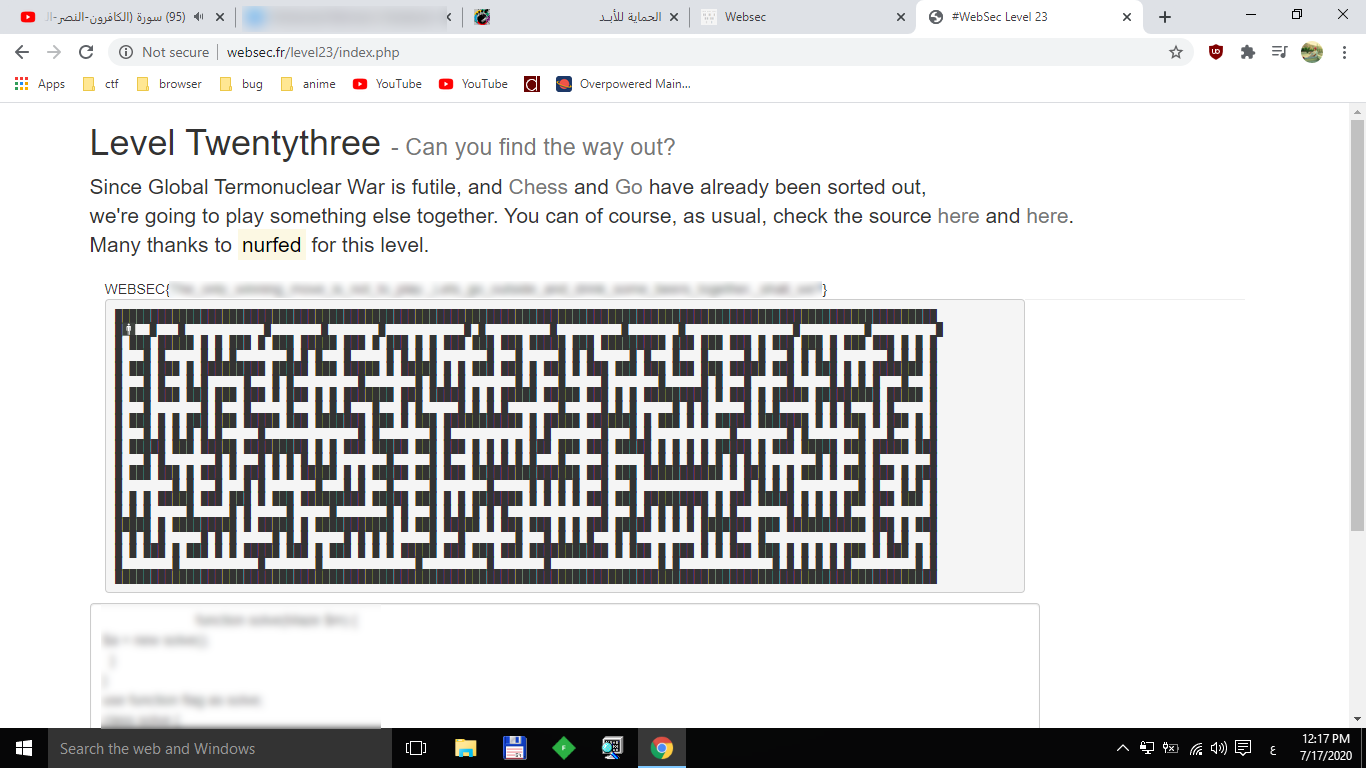 (95) سورة (الكافرون-النصر-ال
الحماية للأبد
Websec
#WebSec Level 23
Not secure | websec.fr/level23/index.php
Apps ctf browser bug anime YouTube YouTube Overpowered Main...
Level Twentythree - Can you find the way out?
Since Global Termonuclear War is futile, and Chess and Go have already been sorted out,
we're going to play something else together. You can of course, as usual, check the source here and here.
Many thanks to nurfed for this level.
WEBSEC{ }
Search the web and Windows
ع
12:17 PM
7/17/2020